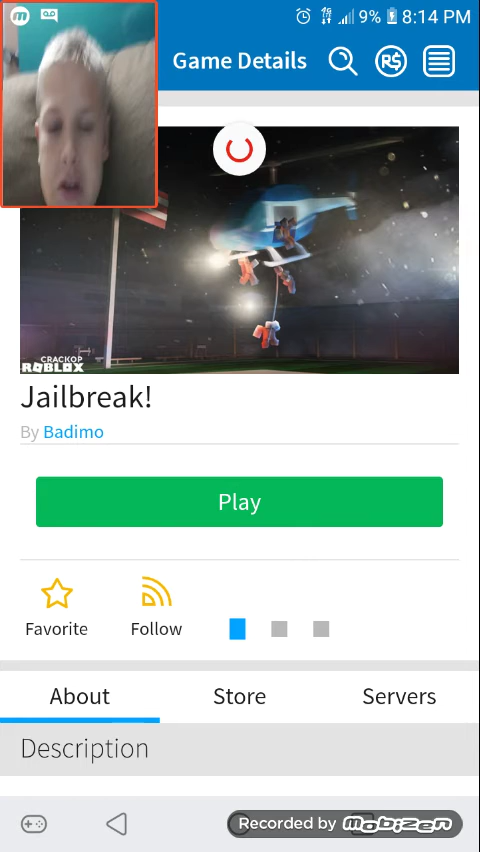 m
4G 9% 8:14 PM
Game Details
R$
CRACKOP
ROBLOX
Jailbreak!
By Badimo
Play
Favorite
Follow
About
Store
Servers
Description
Recorded by mobizen